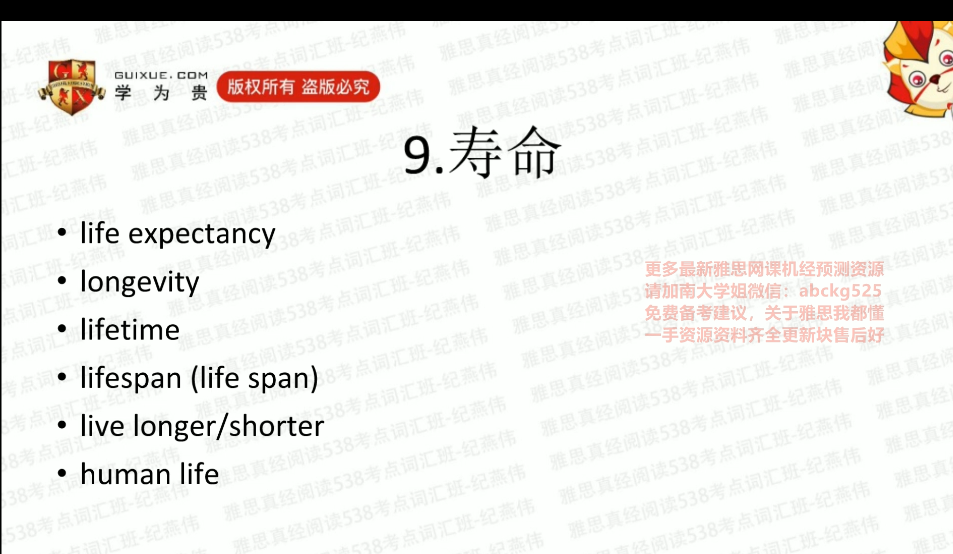 GUIXUE.COM
学为贵
版权所有 盗版必究
9.寿命
• life expectancy
• longevity
• lifetime
• lifespan (life span)
• live longer/shorter
• human life
更多最新雅思网课机经预测资源
请加南大学姐微信：abckg525
免费备考建议，关于雅思我都懂
一手资源资料齐全更新块售后好
雅思真经阅读538考点词汇班-纪燕伟